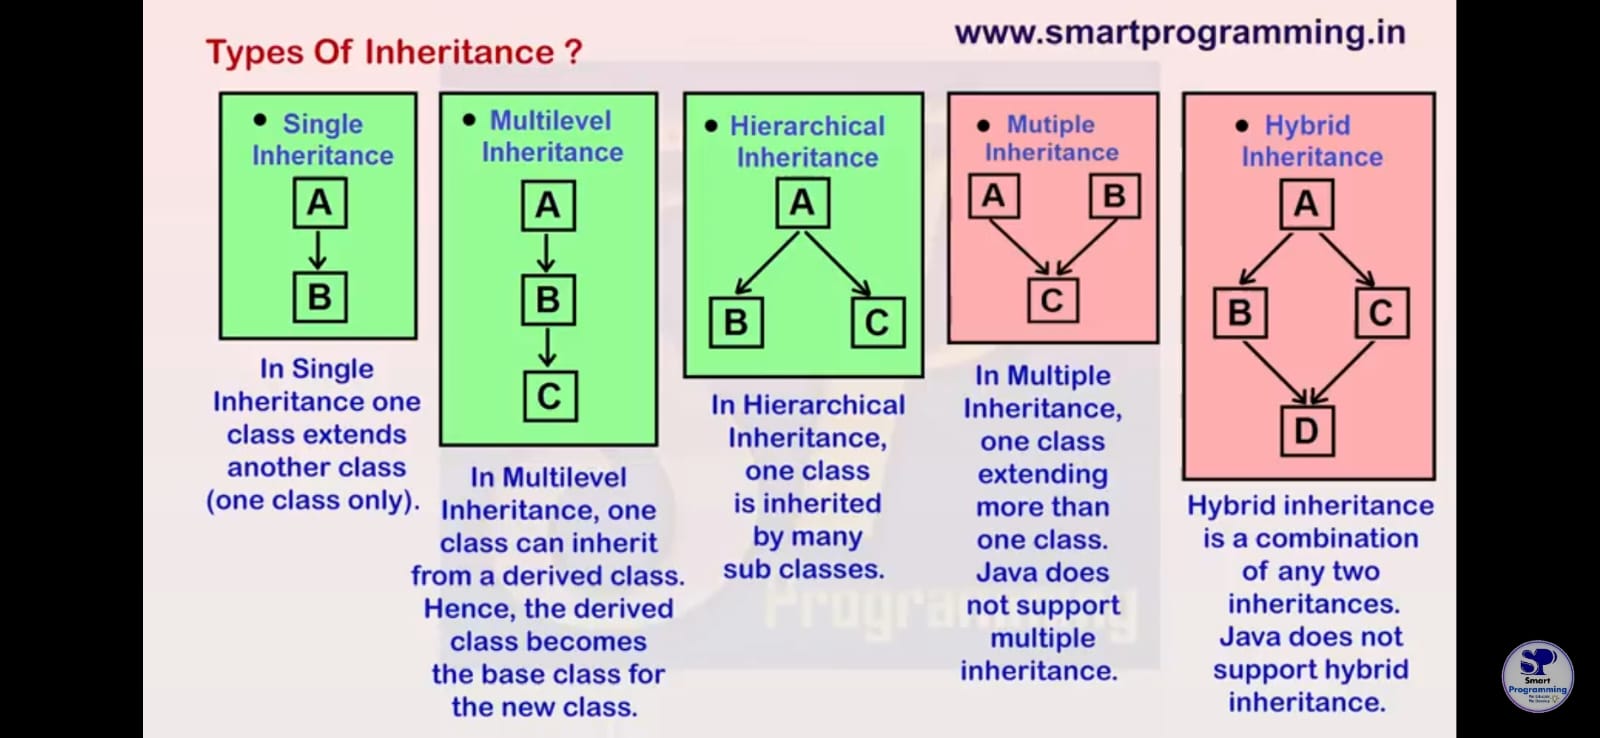 www.smartprogramming.in
Types Of Inheritance ?
• Single
Inheritance
A
B
In Single
Inheritance one
class extends
another class
(one class only).
• Multilevel
Inheritance
A
B
C
In Multilevel
Inheritance, one
class can inherit
from a derived class.
Hence, the derived
class becomes
the base class for
the new class.
• Hierarchical
Inheritance
A
B C
In Hierarchical
Inheritance,
one class
is inherited
by many
sub classes.
• Mutiple
Inheritance
A B
C
In Multiple
Inheritance,
one class
extending
more than
one class.
Java does
not support
multiple
inheritance.
• Hybrid
Inheritance
A
B C
D
Hybrid inheritance
is a combination
of any two
inheritances.
Java does not
support hybrid
inheritance.
Programming
SP
Smart
Programming